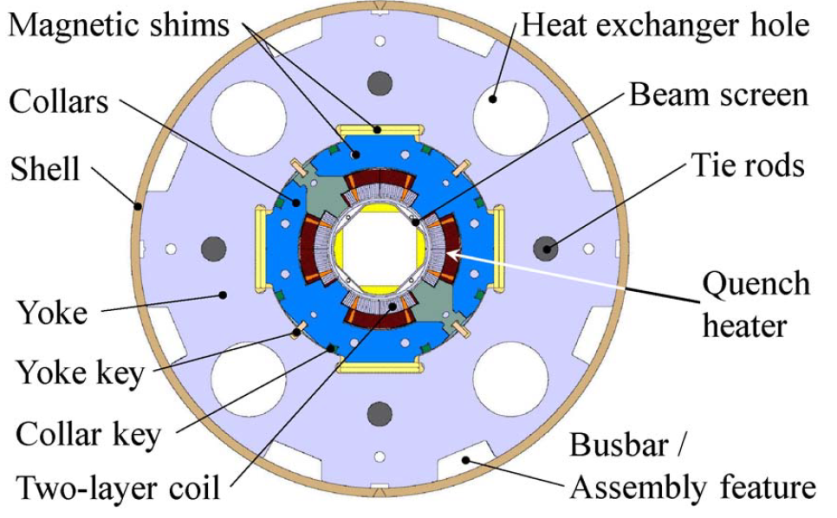 Magnetic shims
Collars
Shell
Yoke
Yoke key
Collar key
Two-layer coil
Heat exchanger hole
Beam screen
Tie rods
Quench
heater
Busbar /
Assembly feature